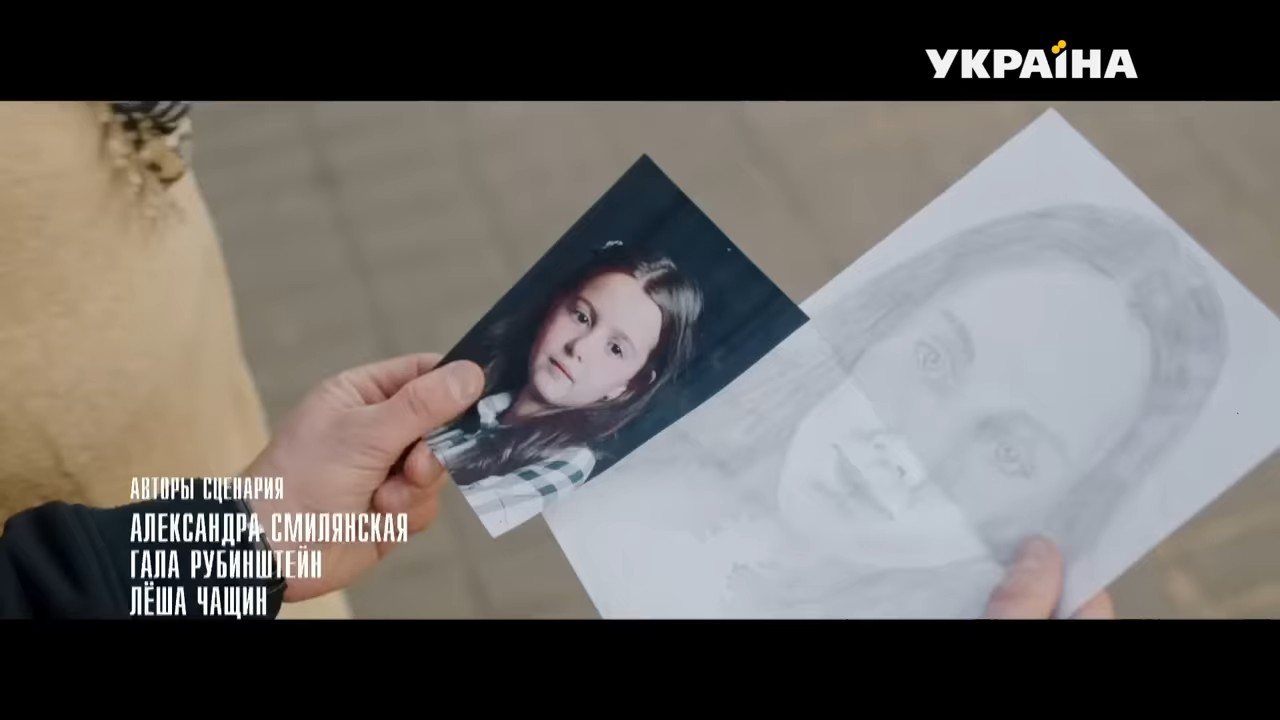 УКРАЇНА
АВТОРЫ СЦЕНАРИЯ
АЛЕКСАНДРА СМИЛЯНСКАЯ
ГАЛА РУБИНШТЕЙН
ЛЁША ЧАЩИН